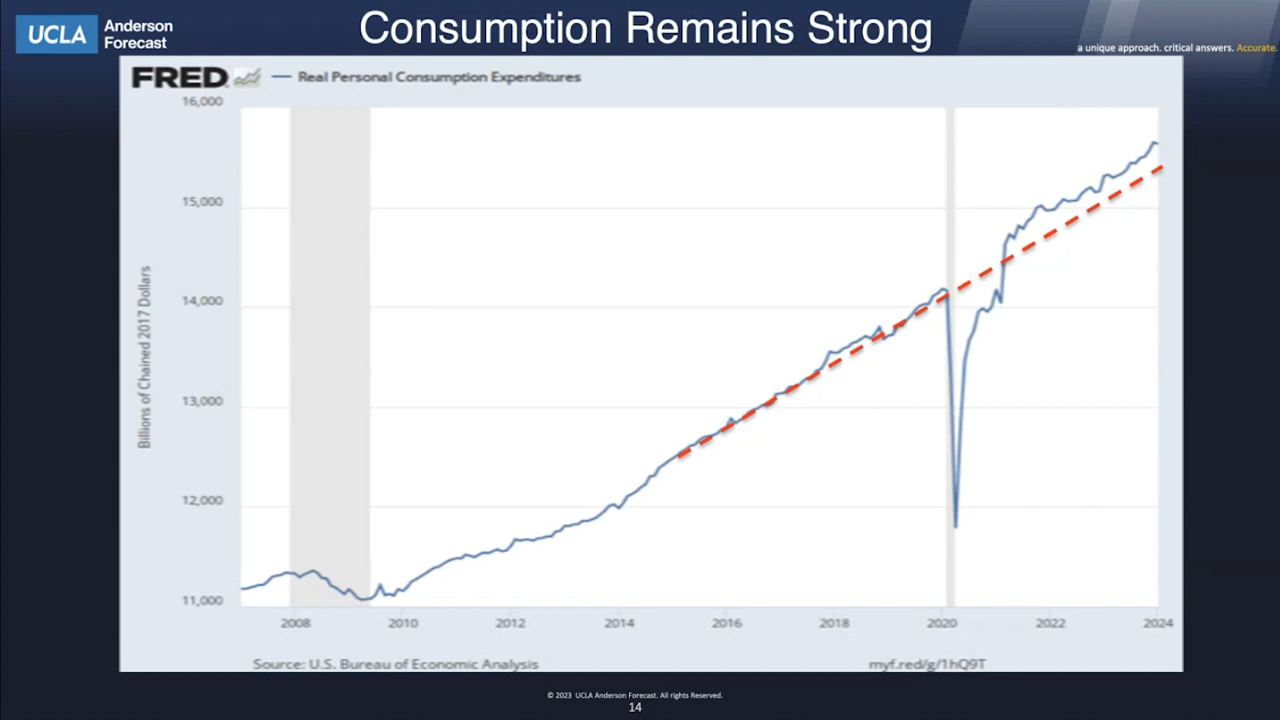 UCLA Anderson
Forecast
Consumption Remains Strong
a unique approach. critical answers. Accurate.
FRED Real Personal Consumption Expenditures
16,000
15,000
14,000
13,000
12,000
11,000
Billions of Chained 2017 Dollars
2008 2010 2012 2014 2016 2018 2020 2022 2024
Source: U.S. Bureau of Economic Analysis
myf.red/g/1hQ9T
© 2023 UCLA Anderson Forecast. All rights Reserved.
14